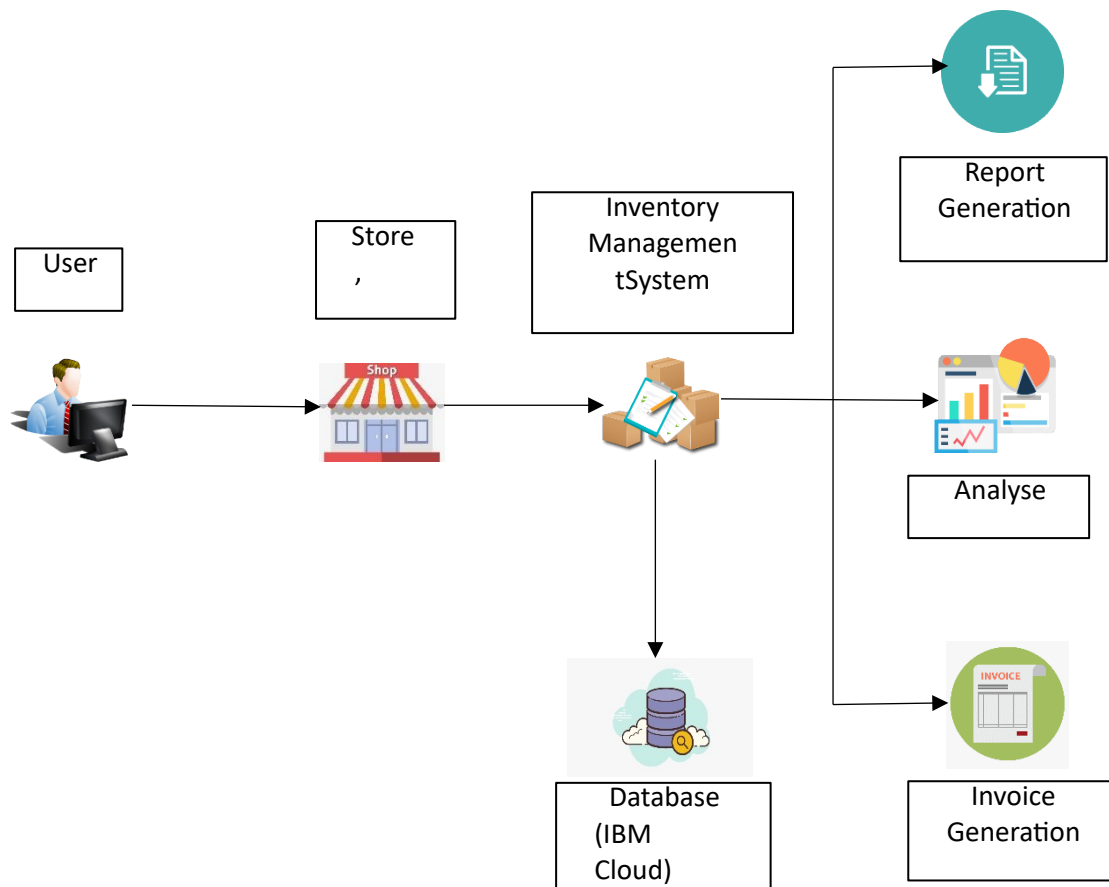 User
Store
,
Shop
Inventory
Managemen
tSystem
Report
Generation
Analyse
Database
(IBM
Cloud)
INVOICE
Invoice
Generation